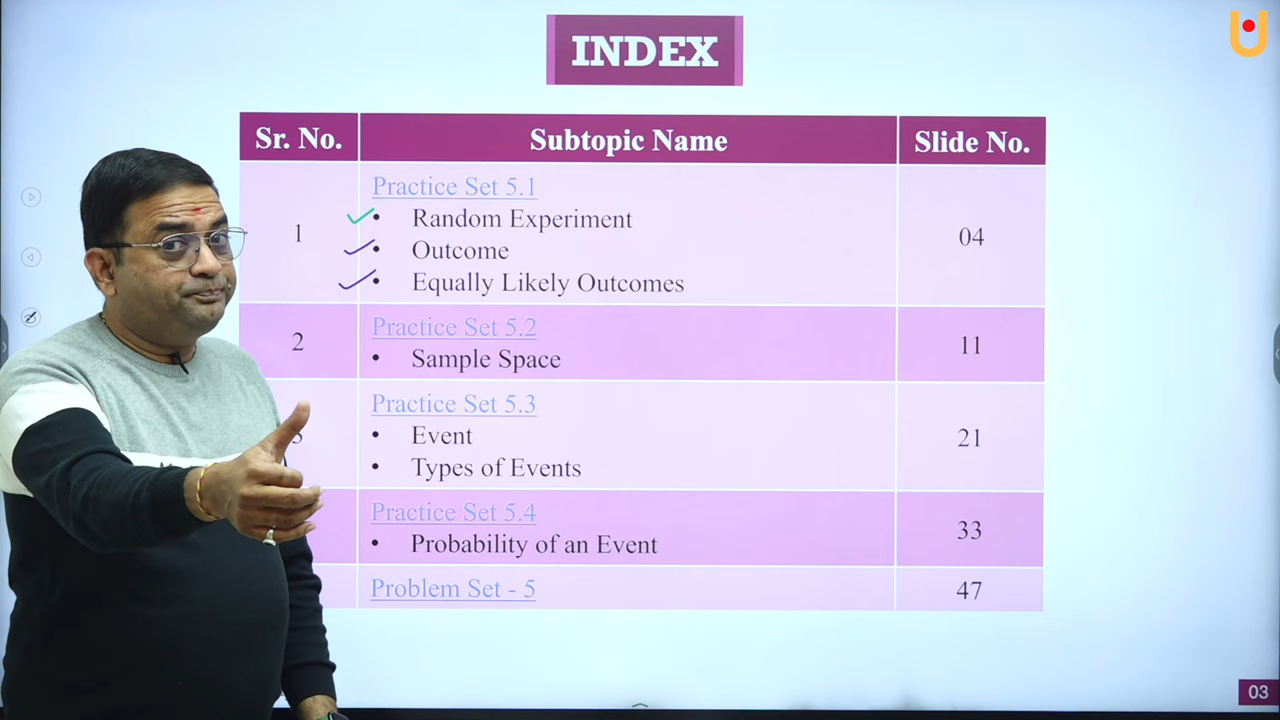 INDEX
Sr. No. Subtopic Name Slide No.
1 Practice Set 5.1 04
• Random Experiment
• Outcome
• Equally Likely Outcomes
2 Practice Set 5.2 11
• Sample Space
Practice Set 5.3 21
• Event
• Types of Events
Practice Set 5.4 33
• Probability of an Event
Problem Set - 5 47
03